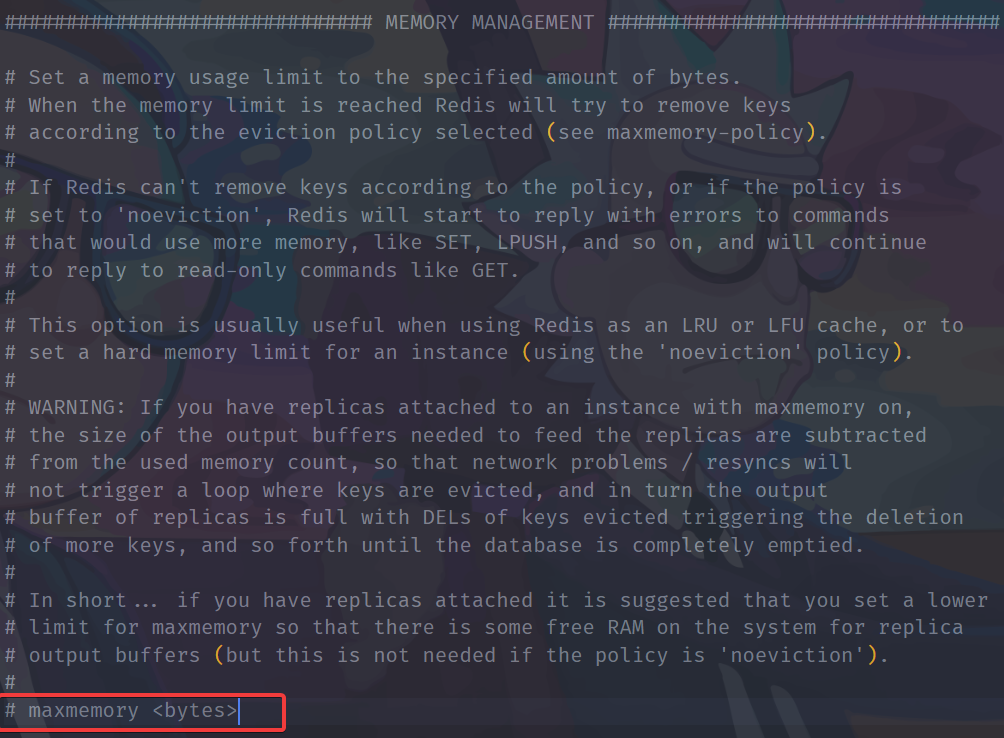 ############################## MEMORY MANAGEMENT ################################
# Set a memory usage limit to the specified amount of bytes.
# When the memory limit is reached Redis will try to remove keys
# according to the eviction policy selected (see maxmemory-policy).
#
# If Redis can't remove keys according to the policy, or if the policy is
# set to 'noeviction', Redis will start to reply with errors to commands
# that would use more memory, like SET, LPUSH, and so on, and will continue
# to reply to read-only commands like GET.
#
# This option is usually useful when using Redis as an LRU or LFU cache, or to
# set a hard memory limit for an instance (using the 'noeviction' policy).
#
# WARNING: If you have replicas attached to an instance with maxmemory on,
# the size of the output buffers needed to feed the replicas are subtracted
# from the used memory count, so that network problems / resyncs will
# not trigger a loop where keys are evicted, and in turn the output
# buffer of replicas is full with DELs of keys evicted triggering the deletion
# of more keys, and so forth until the database is completely emptied.
#
# In short... if you have replicas attached it is suggested that you set a lower
# limit for maxmemory so that there is some free RAM on the system for replica
# output buffers (but this is not needed if the policy is 'noeviction').
#
# maxmemory <bytes>